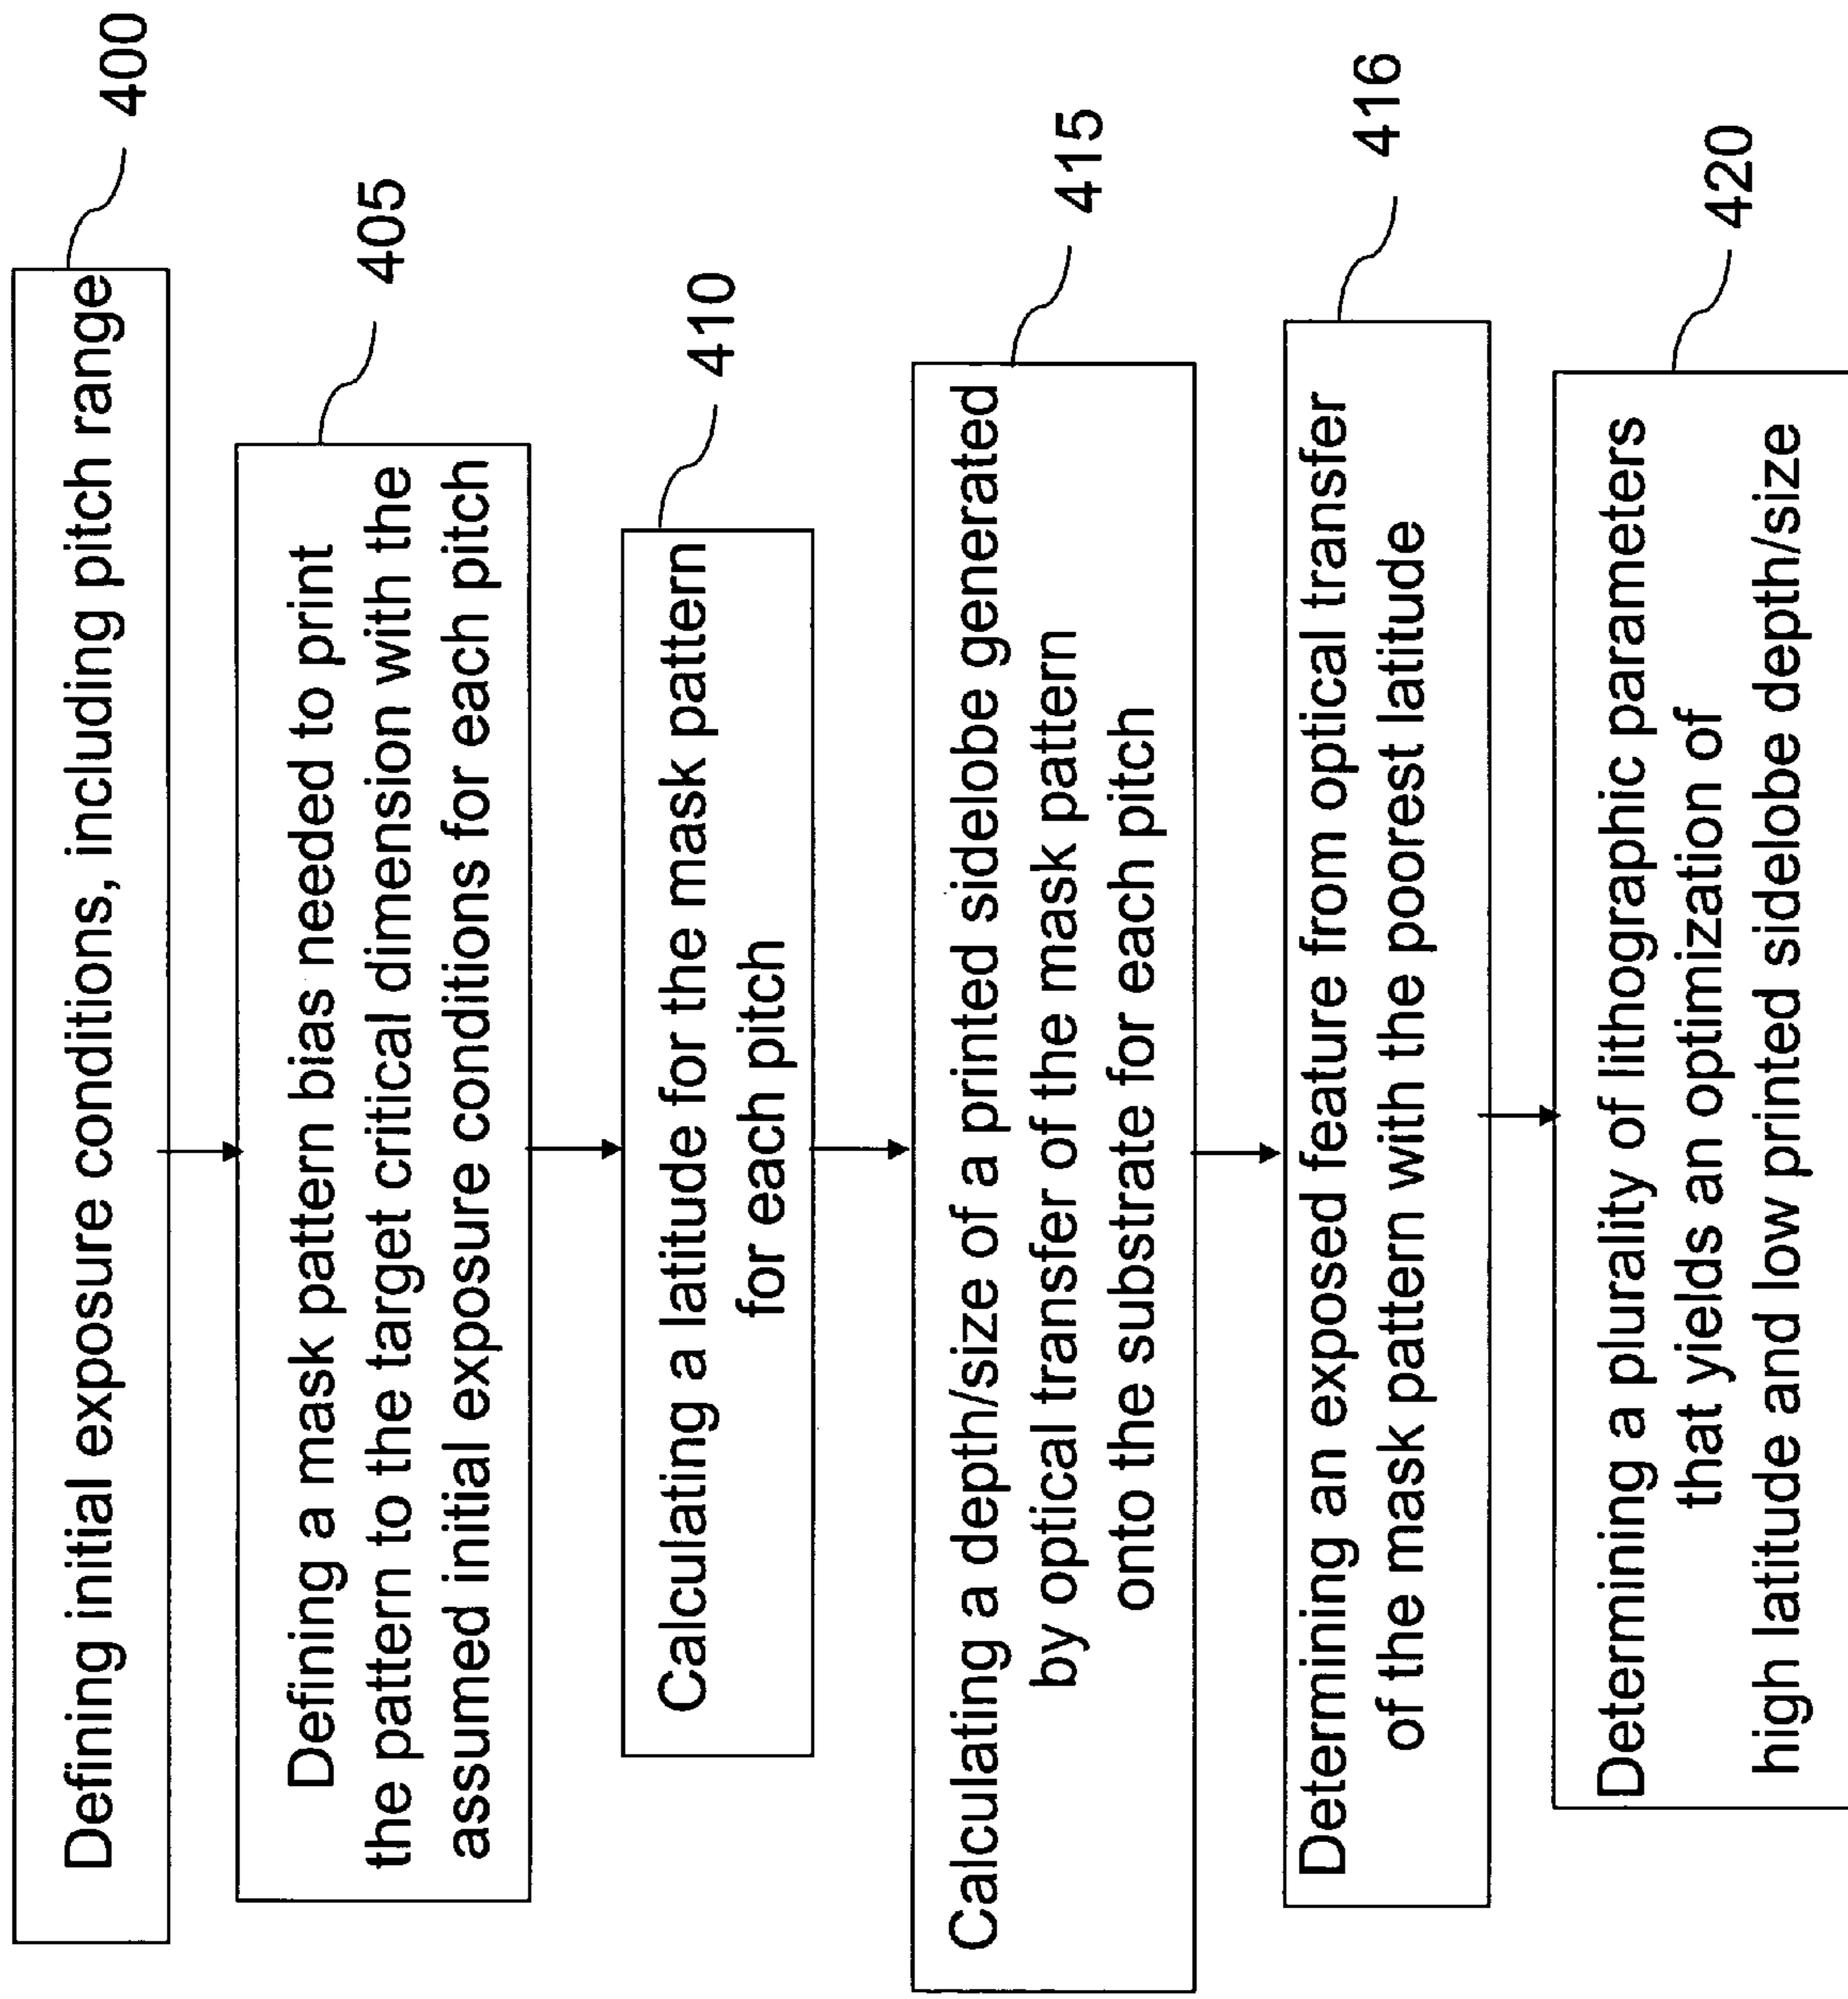 Defining initial exposure conditions, including pitch range
400
Defining a mask pattern bias needed to print
the pattern to the target critical dimension with the
assumed initial exposure conditions for each pitch
405
Calculating a latitude for the mask pattern
for each pitch
410
Calculating a depth/size of a printed sidelobe generated
by optical transfer of the mask pattern
onto the substrate for each pitch
415
Determining an exposed feature from optical transfer
of the mask pattern with the poorest latitude
416
Determining a plurality of lithographic parameters
that yields an optimization of
high latitude and low printed sidelobe depth/size
420